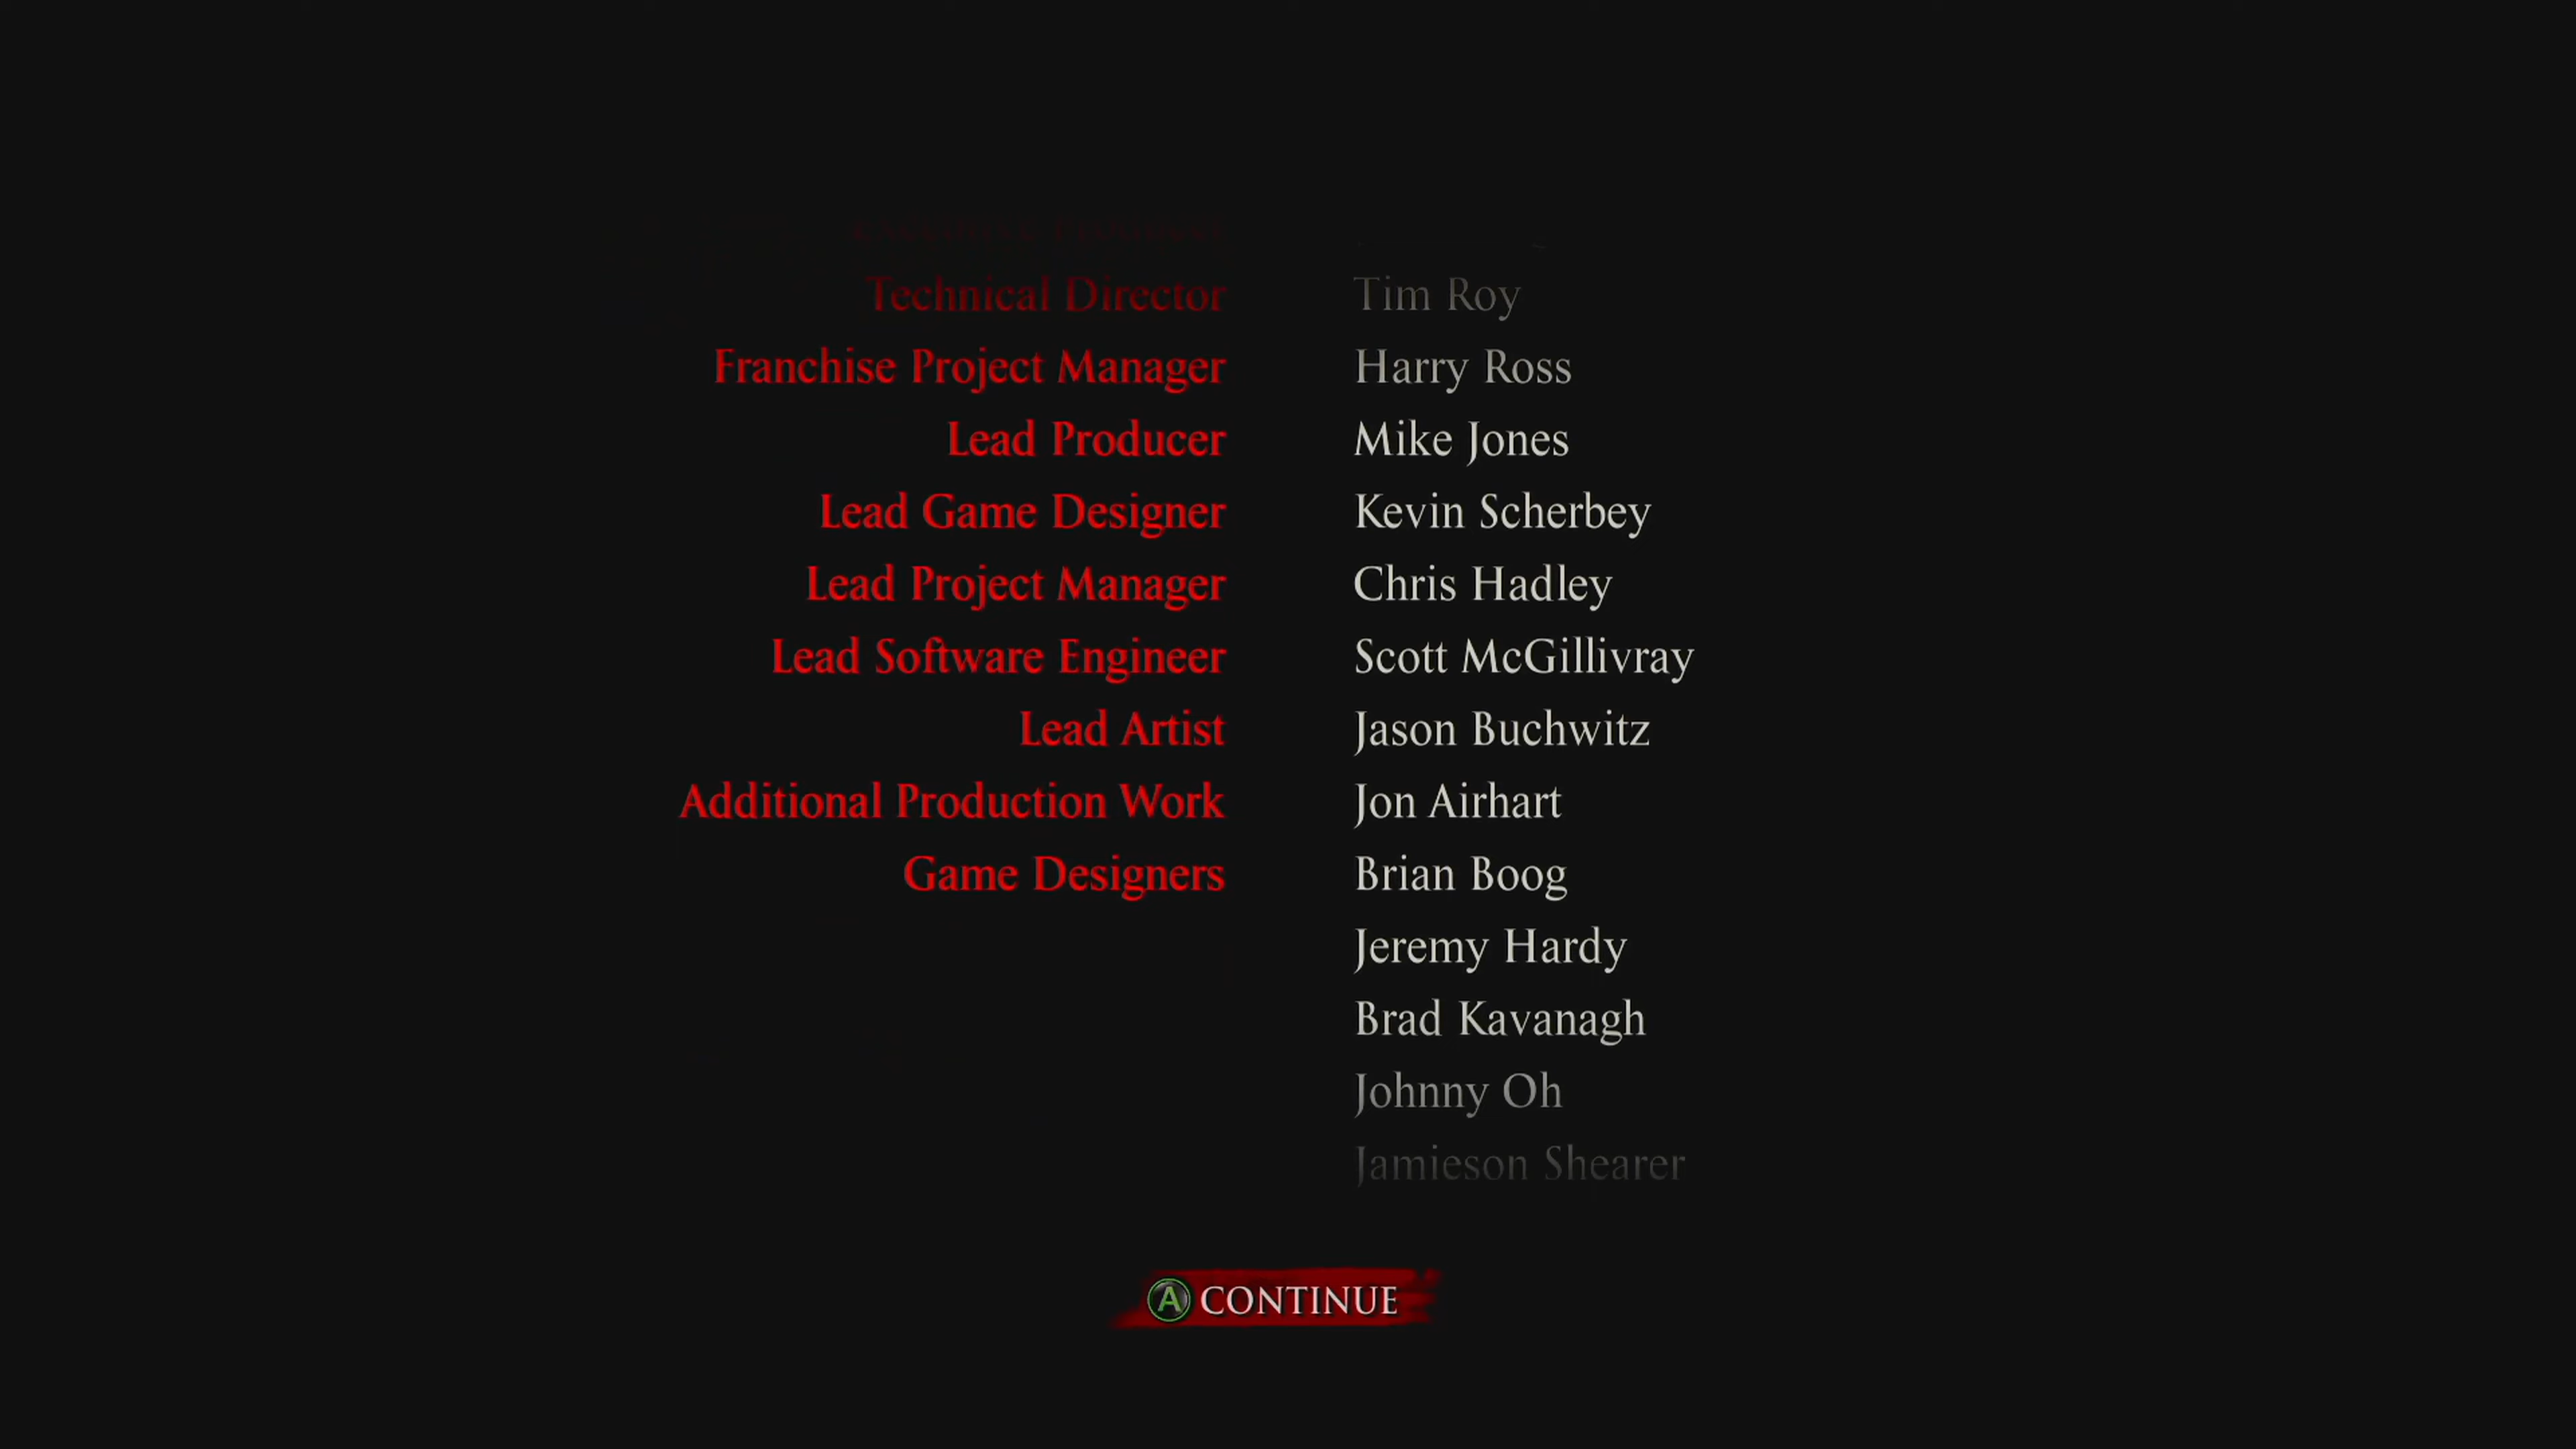 Technical Director Tim Roy
Franchise Project Manager Harry Ross
Lead Producer Mike Jones
Lead Game Designer Kevin Scherbey
Lead Project Manager Chris Hadley
Lead Software Engineer Scott McGillivray
Lead Artist Jason Buchwitz
Additional Production Work Jon Airhart
Game Designers Brian Boog
Jeremy Hardy
Brad Kavanagh
Johnny Oh
Jamieson Shearer
A CONTINUE